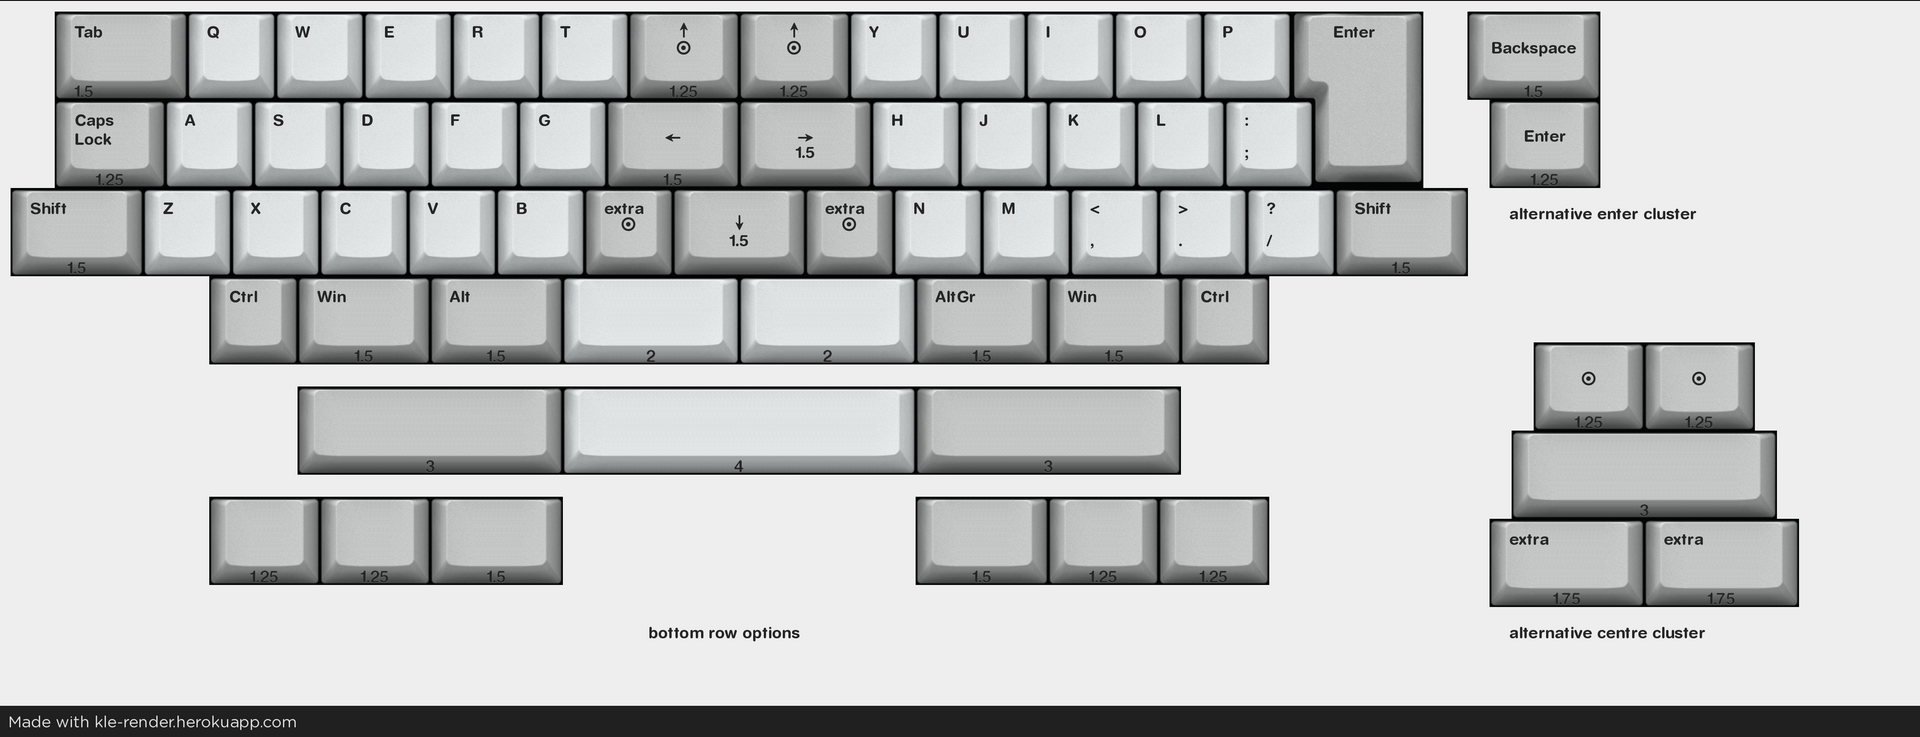 Tab Q W E R T ↑ ↑ Y U I O P Enter Backspace
1.5 ⊙ 1.25 ⊙ 1.25 1.5
Caps A S D F G ← → H J K L : Enter
Lock 1.5 ;
1.25 1.5 1.25
Shift Z X C V B extra ↓ extra N M < > ? Shift alternative enter cluster
⊙ 1.5 ⊙ , . /
1.5 1.5
Ctrl Win Alt AltGr Win Ctrl
1.5 1.5 2 2 1.5 1.5
⊙ ⊙
1.25 1.25
3 4 3
3
1.25 1.25 1.5 1.5 1.25 1.25
extra extra
1.75 1.75
bottom row options
alternative centre cluster
Made with kle-render.herokuapp.com